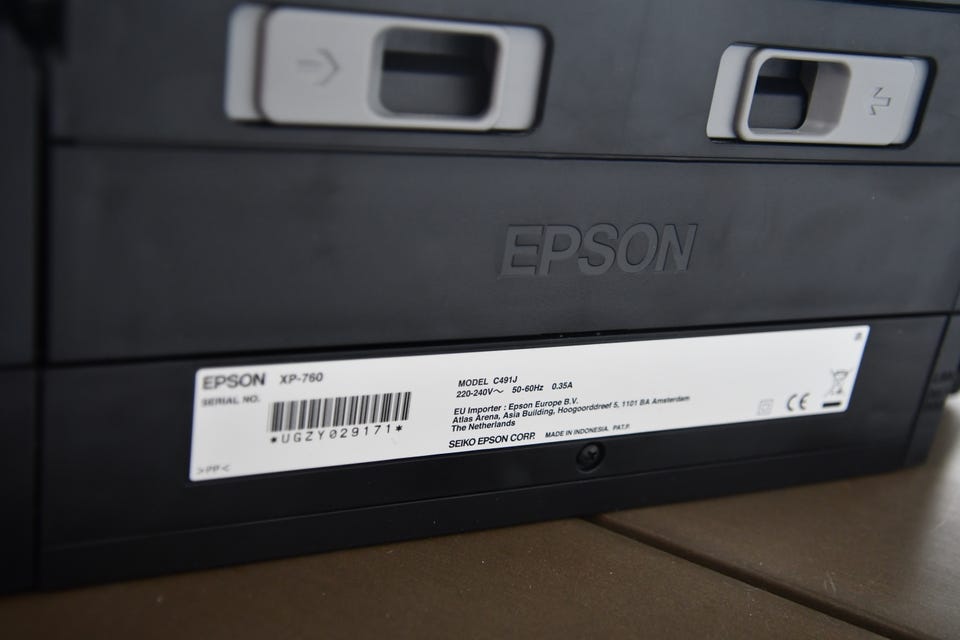 EPSON
EPSON XP-760
SERIAL NO.
*UGZY029171*
>PP<
MODEL C491J
220-240V～ 50-60Hz 0.35A
EU Importer : Epson Europe B.V.
Atlas Arena, Asia Building, Hoogoorddreef 5, 1101 BA Amsterdam
The Netherlands
SEIKO EPSON CORP. MADE IN INDONESIA. PAT.P.
CE